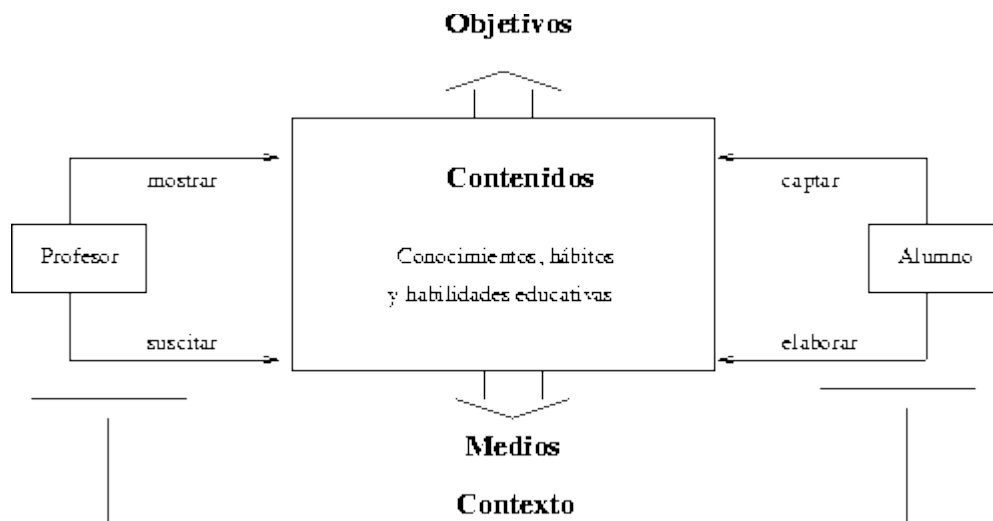 Objetivos
mostrar
Contenidos
captar
Profesor
Conocimientos, hábitos
y habilidades educativas
Alumno
suscitar
elaborar
Medios
Contexto